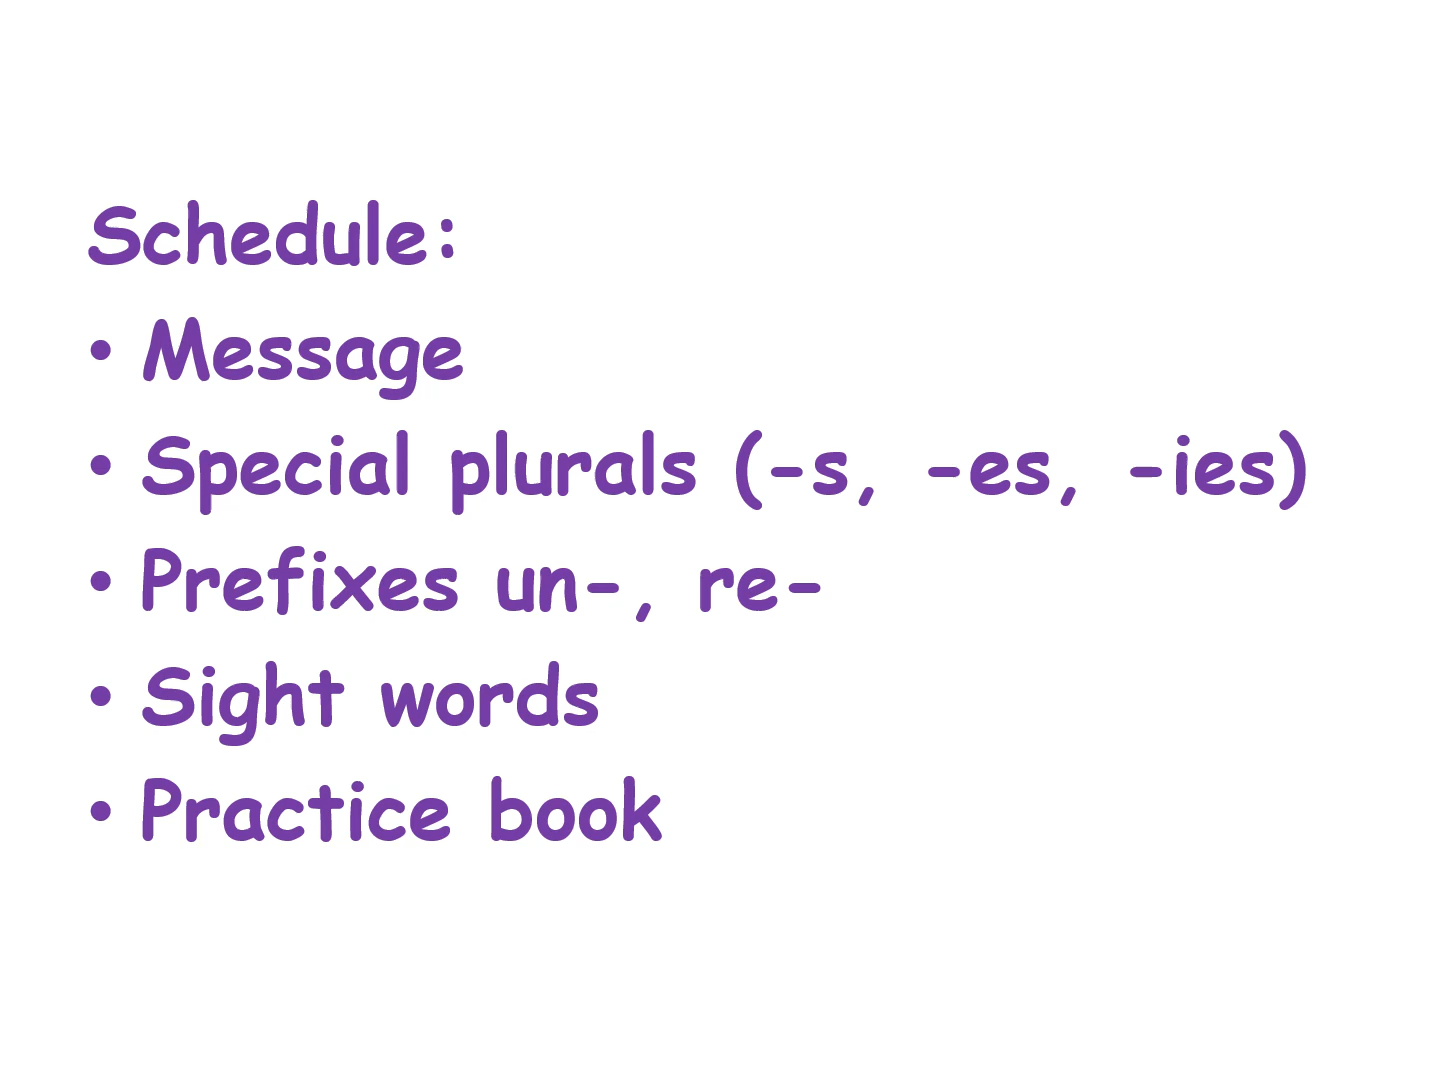 Schedule:
• Message
• Special plurals (-s, -es, -ies)
• Prefixes un-, re-
• Sight words
• Practice book